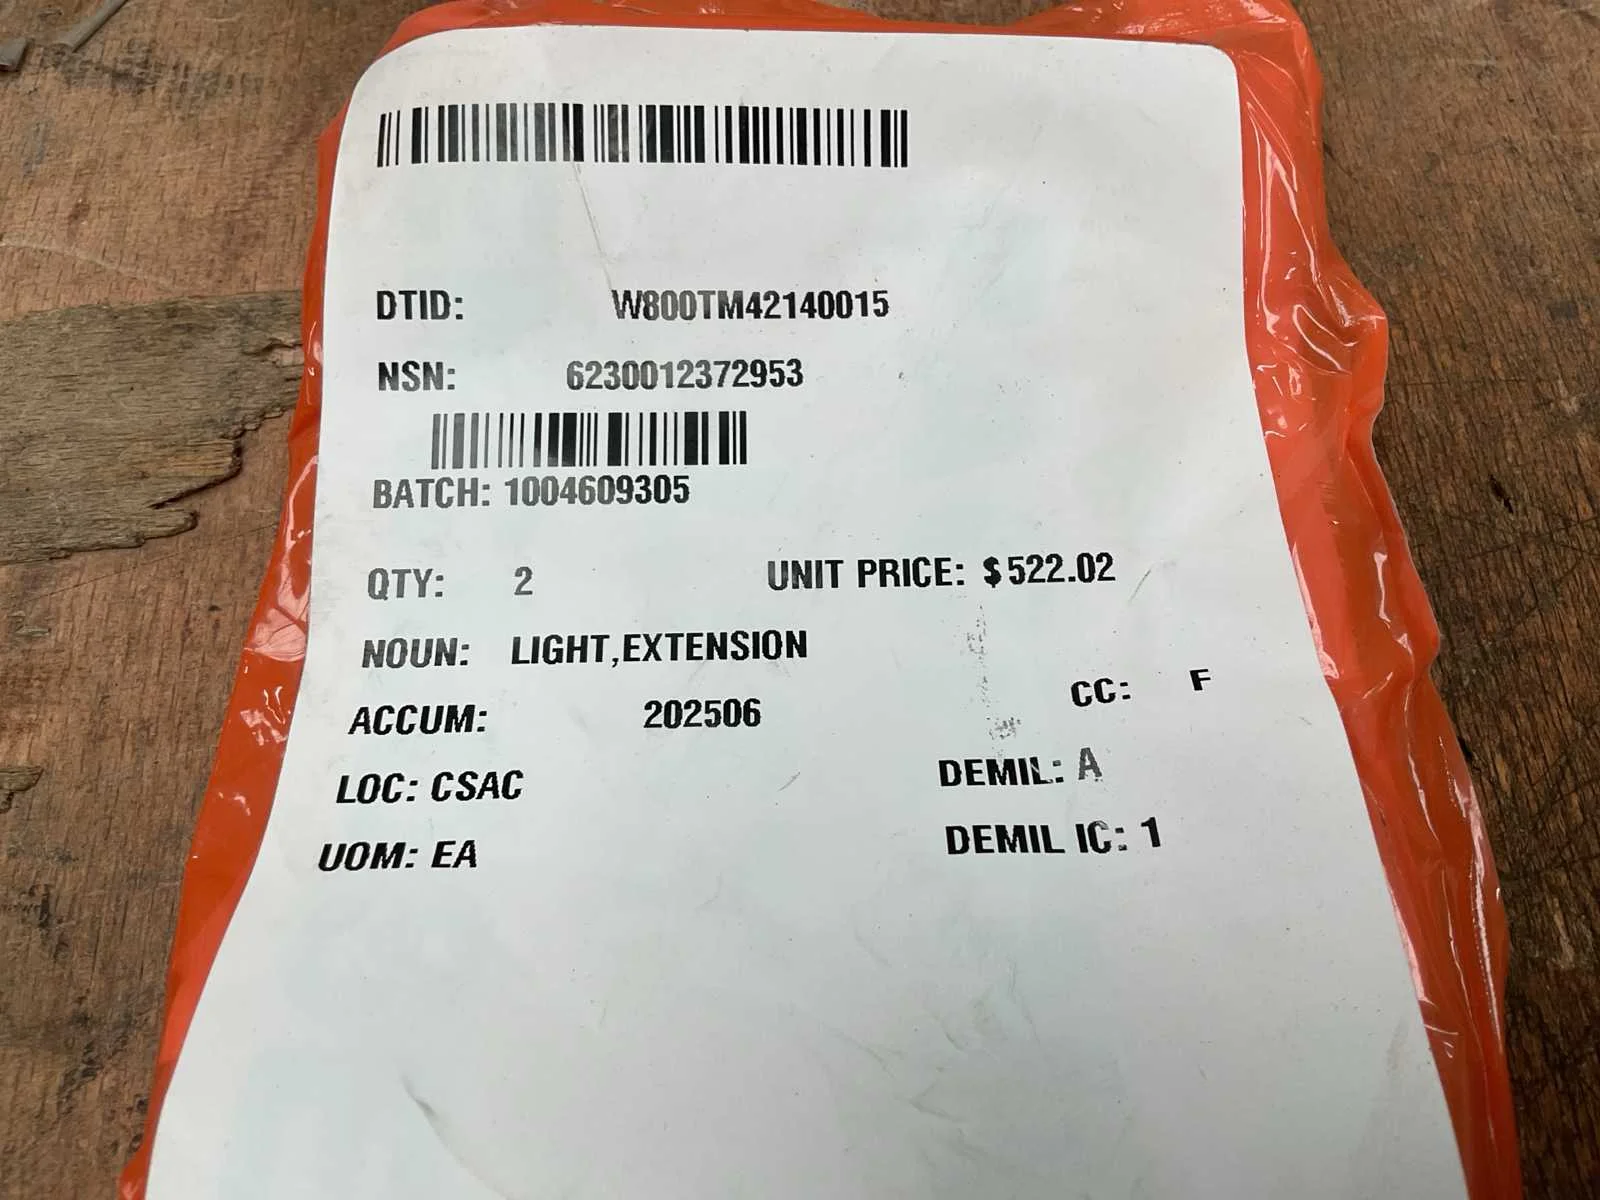 DTID: W800TM42140015
NSN: 6230012372953
BATCH: 1004609305
QTY: 2 UNIT PRICE: $522.02
NOUN: LIGHT,EXTENSION
ACCUM: 202506 CC: F
LOC: CSAC DEMIL: A
UOM: EA DEMIL IC: 1